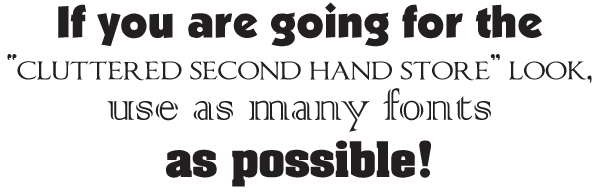 If you are going for the
"CLUTTERED SECOND HAND STORE" LOOK,
use as many fonts
as possible!